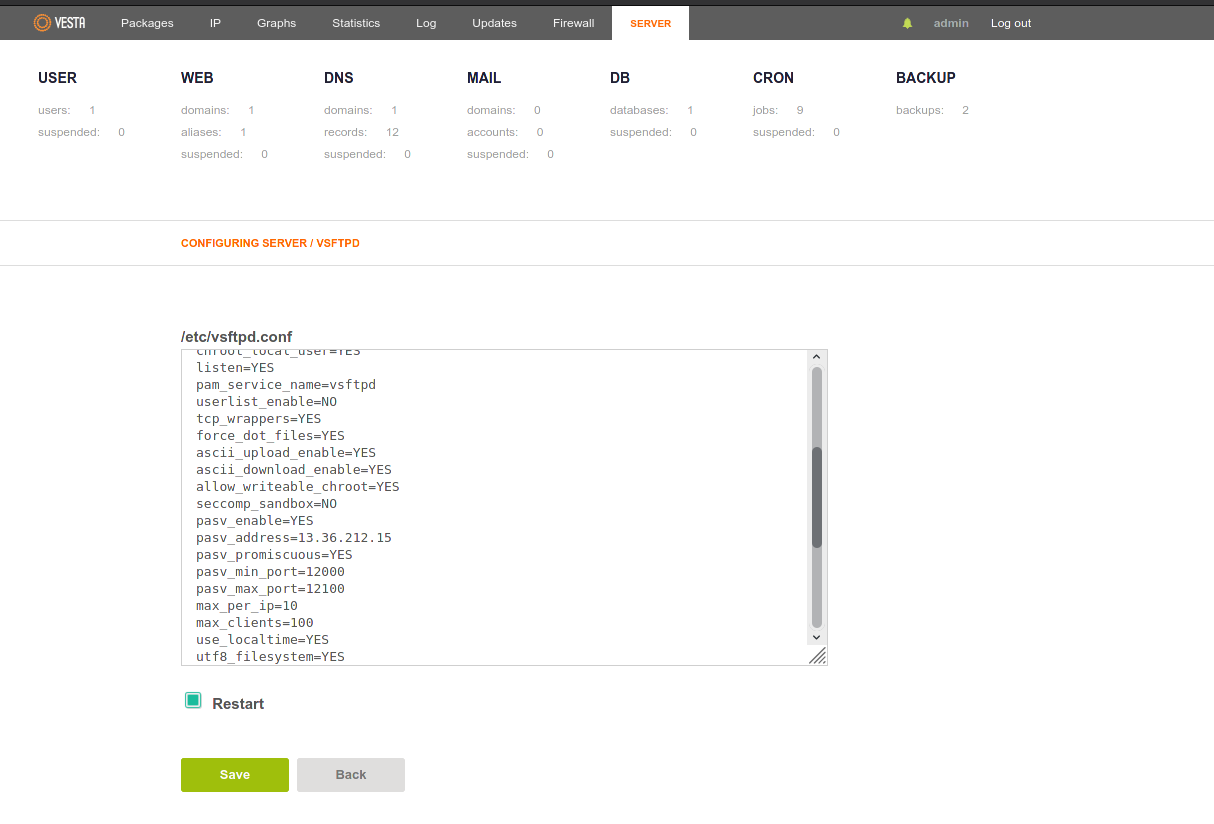 VESTA Packages IP Graphs Statistics Log Updates Firewall SERVER admin Log out
USER WEB DNS MAIL DB CRON BACKUP
users: 1 domains: 1 domains: 1 domains: 0 databases: 1 jobs: 9 backups: 2
suspended: 0 aliases: 1 records: 12 accounts: 0 suspended: 0 suspended: 0
suspended: 0 suspended: 0 suspended: 0
CONFIGURING SERVER / VSFTPD
/etc/vsftpd.conf
chroot_local_user=YES
listen=YES
pam_service_name=vsftpd
userlist_enable=NO
tcp_wrappers=YES
force_dot_files=YES
ascii_upload_enable=YES
ascii_download_enable=YES
allow_writeable_chroot=YES
seccomp_sandbox=NO
pasv_enable=YES
pasv_address=13.36.212.15
pasv_promiscuous=YES
pasv_min_port=12000
pasv_max_port=12100
max_per_ip=10
max_clients=100
use_localtime=YES
utf8_filesystem=YES
Restart
Save Back